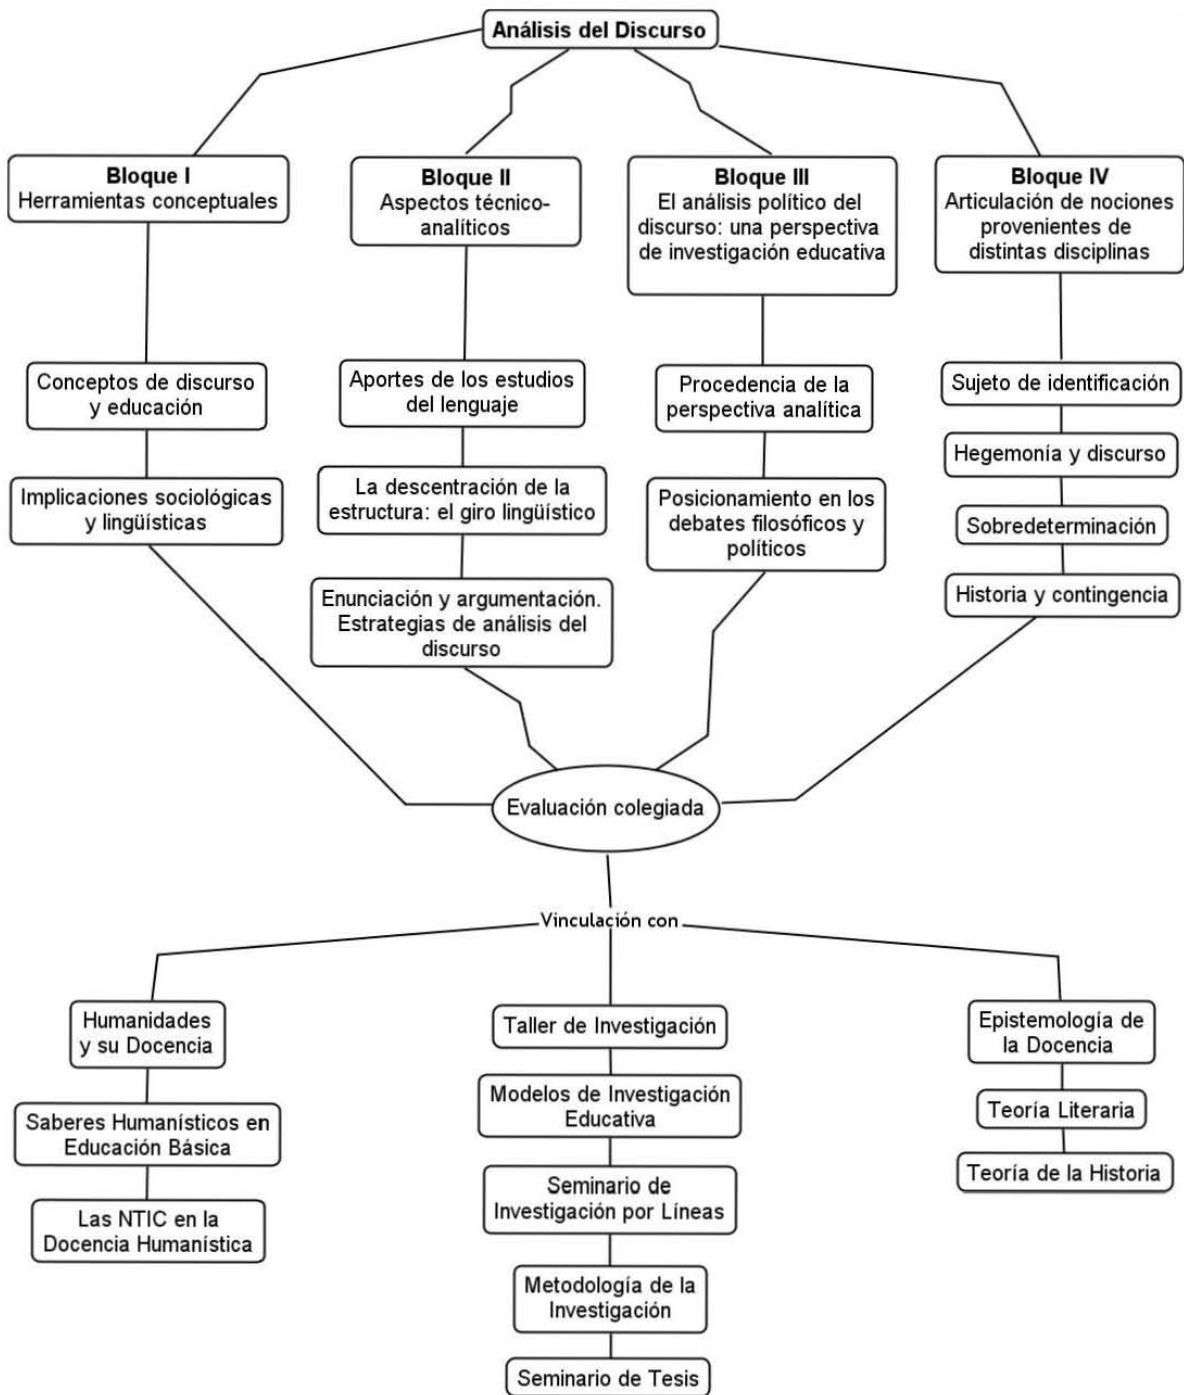 Análisis del Discurso
Bloque I
Herramientas conceptuales
Conceptos de discurso
y educación
Implicaciones sociológicas
y lingüísticas
Bloque II
Aspectos técnico-
analíticos
Aportes de los estudios
del lenguaje
La descentración de la
estructura: el giro lingüístico
Enunciación y argumentación.
Estrategias de análisis del
discurso
Bloque III
El análisis político del
discurso: una perspectiva
de investigación educativa
Procedencia de la
perspectiva analítica
Posicionamiento en los
debates filosóficos y
políticos
Bloque IV
Articulación de nociones
provenientes de
distintas disciplinas
Sujeto de identificación
Hegemonía y discurso
Sobredeterminación
Historia y contingencia
Evaluación colegiada
Vinculación con
Humanidades
y su Docencia
Saberes Humanísticos en
Educación Básica
Las NTIC en la
Docencia Humanística
Taller de Investigación
Modelos de Investigación
Educativa
Seminario de
Investigación por Líneas
Metodología de la
Investigación
Seminario de Tesis
Epistemología de
la Docencia
Teoría Literaria
Teoría de la Historia